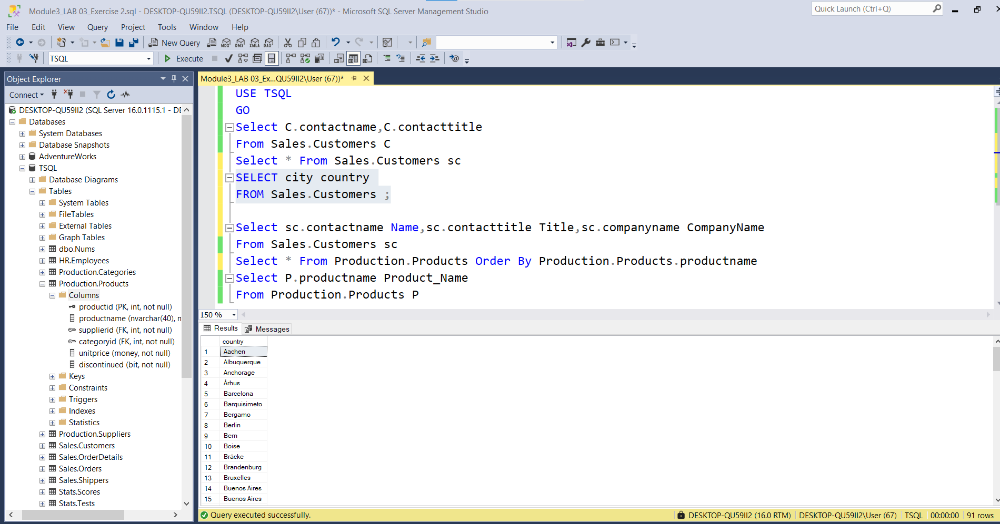 Module3_LAB 03_Exercise 2.sql - DESKTOP-QU59II2.TSQL (DESKTOP-QU59II2\User (67))* - Microsoft SQL Server Management Studio
Quick Launch (Ctrl+Q)
File Edit View Query Project Tools Window Help
New Query
MDX DMX XMLA DAX
TSQL
Execute
Object Explorer
Connect
DESKTOP-QU59II2 (SQL Server 16.0.1115.1 - DE
Databases
System Databases
Database Snapshots
AdventureWorks
TSQL
Database Diagrams
Tables
System Tables
FileTables
External Tables
Graph Tables
dbo.Nums
HR.Employees
Production.Categories
Production.Products
Columns
productid (PK, int, not null)
productname (nvarchar(40), n
supplierid (FK, int, not null)
categoryid (FK, int, not null)
unitprice (money, not null)
discontinued (bit, not null)
Keys
Constraints
Triggers
Indexes
Statistics
Production.Suppliers
Sales.Customers
Sales.OrderDetails
Sales.Orders
Sales.Shippers
Stats.Scores
Stats.Tests
Module3_LAB 03_Ex...QU59II2\User (67))*
USE TSQL
GO
Select C.contactname,C.contacttitle
From Sales.Customers C
Select * From Sales.Customers sc
SELECT city country
FROM Sales.Customers ;
Select sc.contactname Name,sc.contacttitle Title,sc.companyname CompanyName
From Sales.Customers sc
Select * From Production.Products Order By Production.Products.productname
Select P.productname Product_Name
From Production.Products P
150 %
Results Messages
country
1 Aachen
2 Albuquerque
3 Anchorage
4 Århus
5 Barcelona
6 Barquisimeto
7 Bergamo
8 Berlin
9 Bern
10 Boise
11 Bräcke
12 Brandenburg
13 Bruxelles
14 Buenos Aires
15 Buenos Aires
Query executed successfully.
DESKTOP-QU59II2 (16.0 RTM) DESKTOP-QU59II2\User (67) TSQL 00:00:00 91 rows